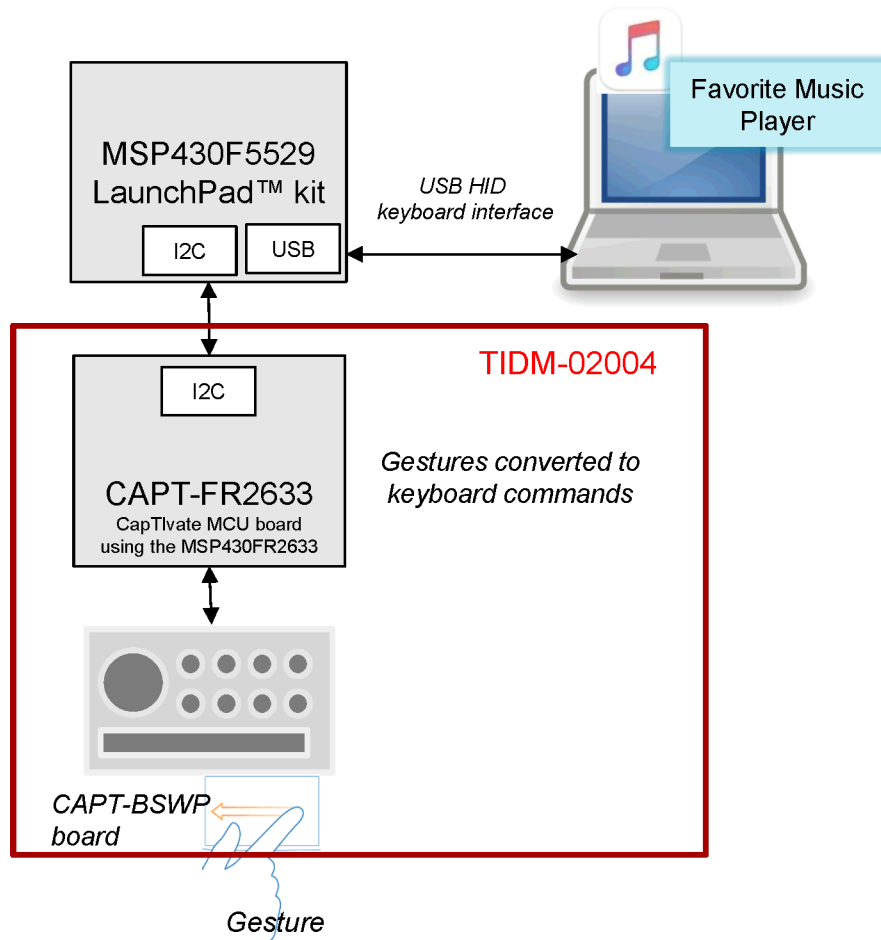 Favorite Music
Player
MSP430F5529
LaunchPad™ kit
I2C
USB
USB HID
keyboard interface
TIDM-02004
I2C
Gestures converted to
keyboard commands
CAPT-FR2633
CapTIvate MCU board
using the MSP430FR2633
CAPT-BSWP
board
Gesture